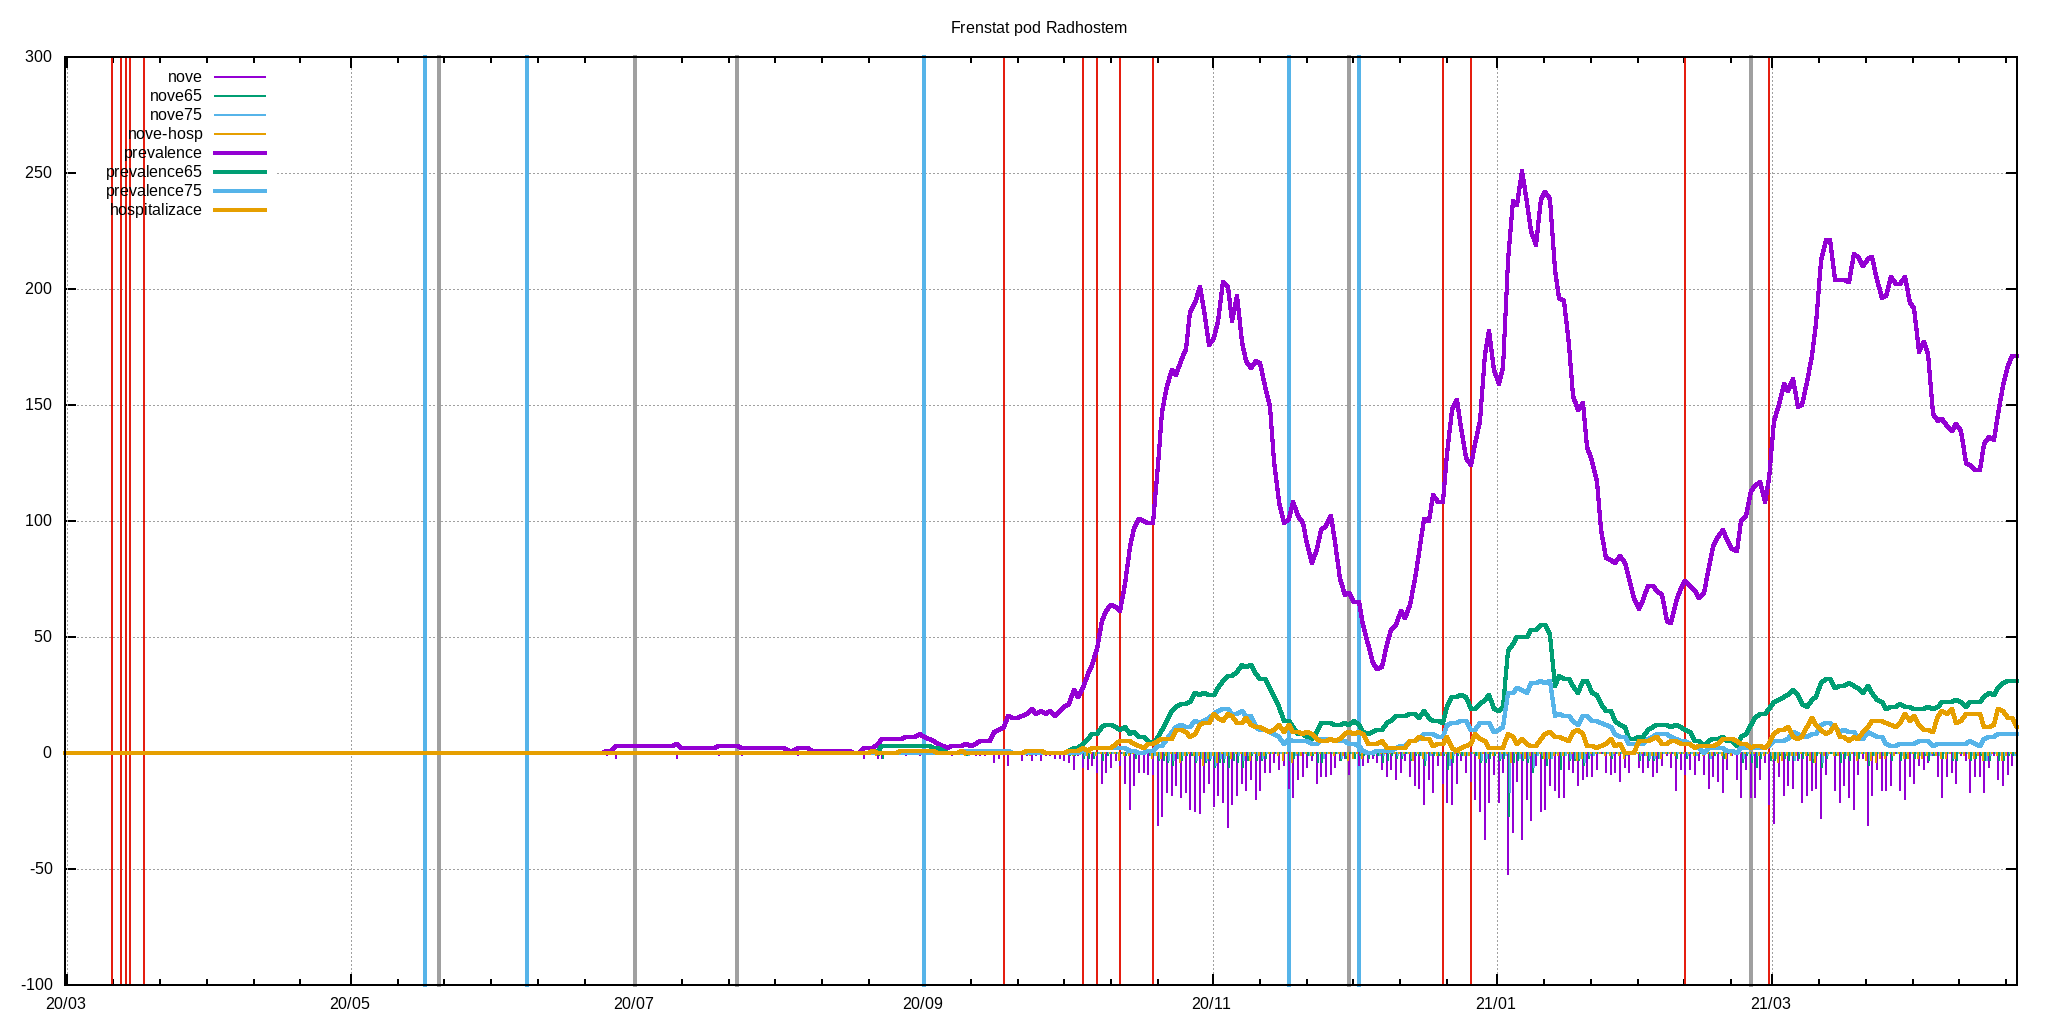 Frenstat pod Radhostem
300
250
200
150
100
50
0
-50
-100
nove
nove65
nove75
nove-hosp
prevalence
prevalence65
prevalence75
hospitalizace
20/03 20/05 20/07 20/09 20/11 21/01 21/03